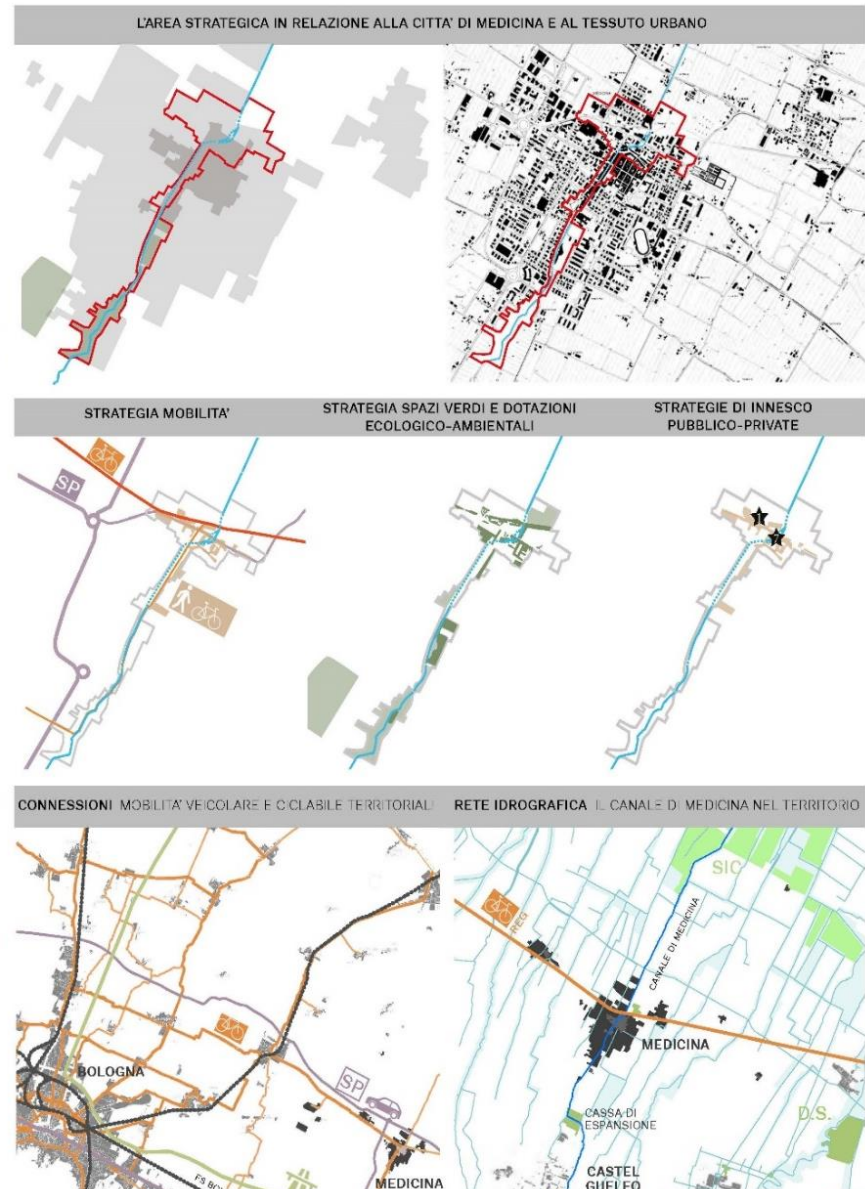 L'AREA STRATEGICA IN RELAZIONE ALLA CITTA' DI MEDICINA E AL TESSUTO URBANO
STRATEGIA MOBILITA'
STRATEGIA SPAZI VERDI E DOTAZIONI
ECOLOGICO-AMBIENTALI
STRATEGIE DI INNESCO
PUBBLICO-PRIVATE
SP
CONNESSIONI MOBILITA' VEICOLARE E CICLABILE TERRITORIALI
RETE IDROGRAFICA IL CANALE DI MEDICINA NEL TERRITORIO
BOLOGNA
SP
FS BO
MEDICINA
SIC
REG
CANALE DI MEDICINA
MEDICINA
CASSA DI
ESPANSIONE
D.S.
CASTEL
GUELFO